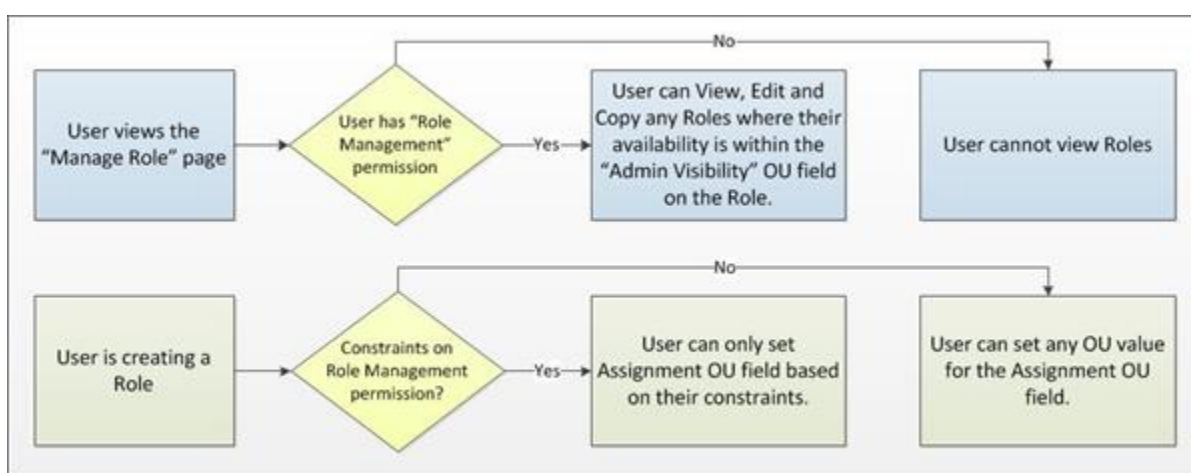 No
User views the
“Manage Role” page
User has “Role
Management”
permission
Yes
User can View, Edit and
Copy any Roles where their
availability is within the
“Admin Visibility” OU field
on the Role.
User cannot view Roles
No
User is creating a
Role
Constraints on
Role Management
permission?
Yes
User can only set
Assignment OU field based
on their constraints.
User can set any OU value
for the Assignment OU
field.